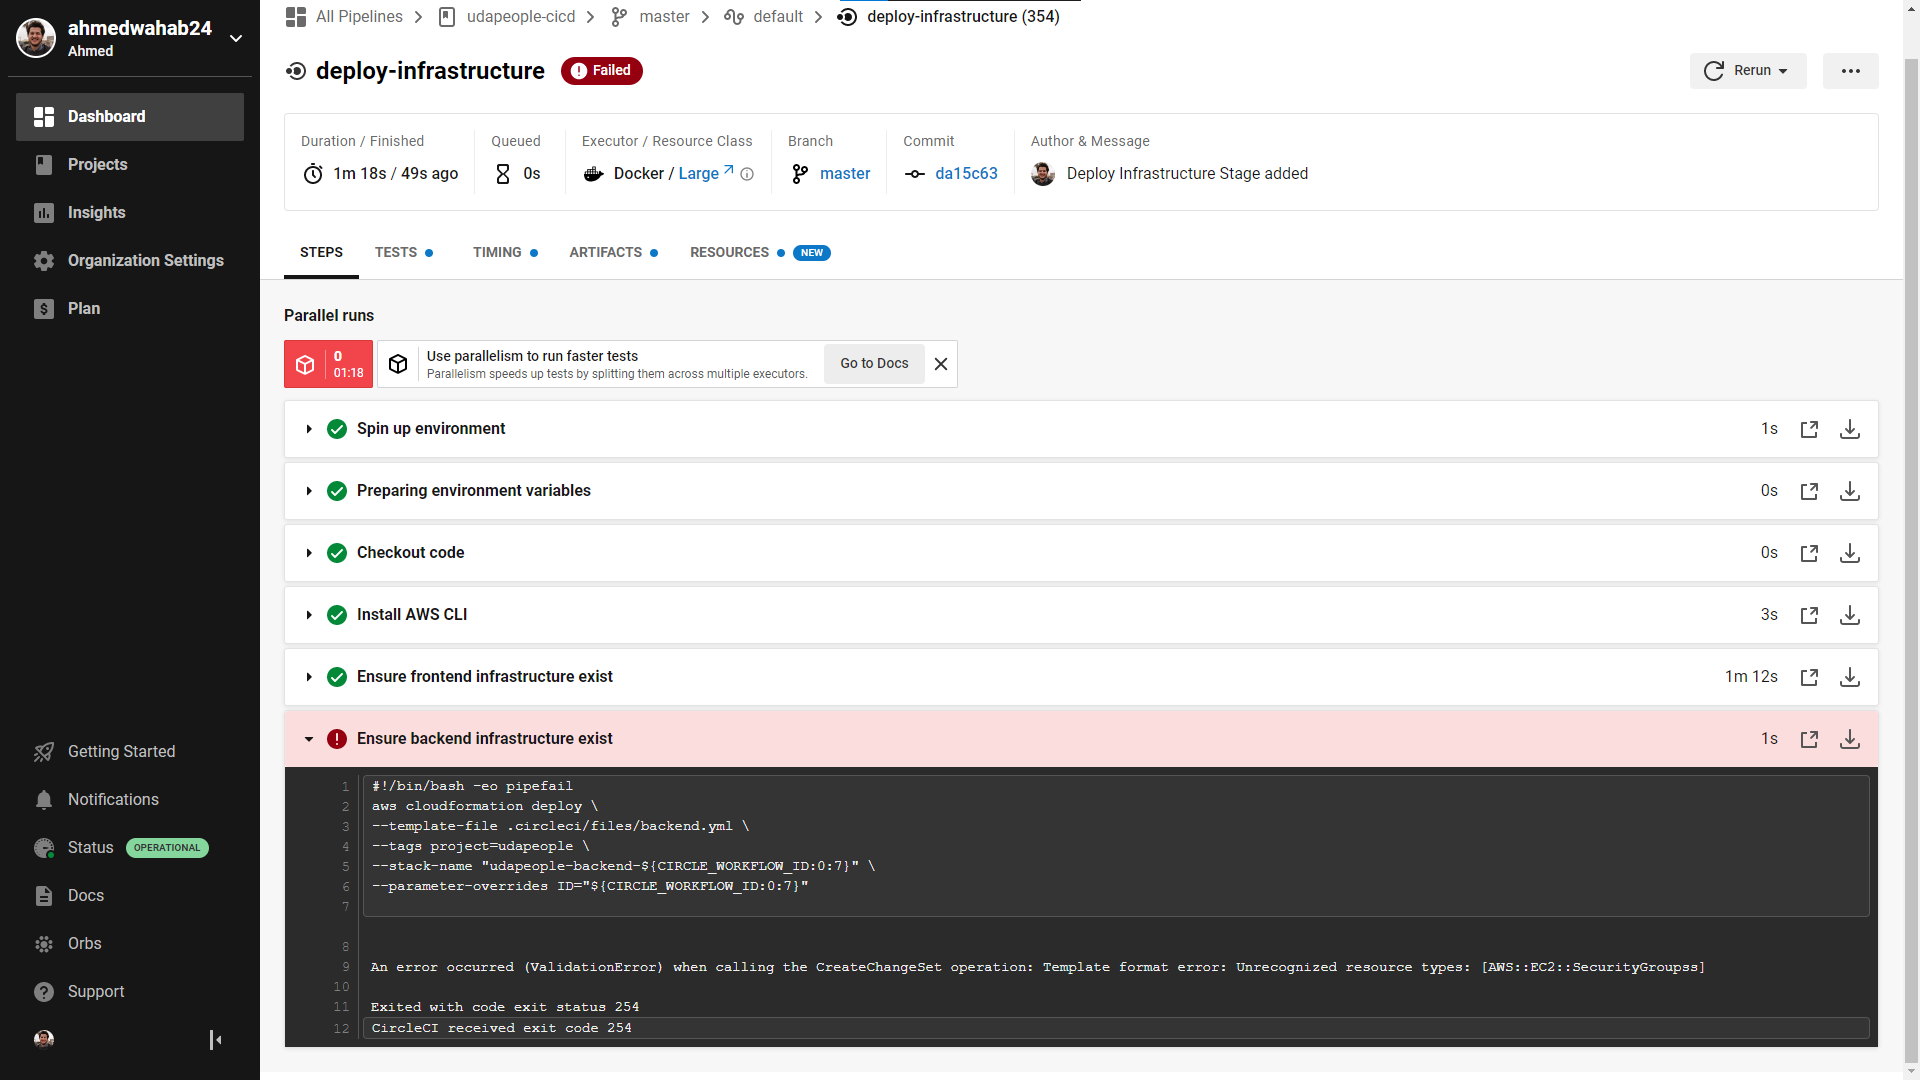 ahmedwahab24
Ahmed
Dashboard
Projects
Insights
Organization Settings
Plan
Getting Started
Notifications
Status OPERATIONAL
Docs
Orbs
Support
All Pipelines udapeople-cicd master default deploy-infrastructure (354)
deploy-infrastructure Failed
Rerun
Duration / Finished Queued Executor / Resource Class Branch Commit Author & Message
1m 18s / 49s ago 0s Docker / Large master da15c63 Deploy Infrastructure Stage added
STEPS TESTS TIMING ARTIFACTS RESOURCES NEW
Parallel runs
0
01:18
Use parallelism to run faster tests
Parallelism speeds up tests by splitting them across multiple executors.
Go to Docs
Spin up environment 1s
Preparing environment variables 0s
Checkout code 0s
Install AWS CLI 3s
Ensure frontend infrastructure exist 1m 12s
Ensure backend infrastructure exist 1s
1 #!/bin/bash -eo pipefail
2 aws cloudformation deploy \
3 --template-file .circleci/files/backend.yml \
4 --tags project=udapeople \
5 --stack-name "udapeople-backend-${CIRCLE_WORKFLOW_ID:0:7}" \
6 --parameter-overrides ID="${CIRCLE_WORKFLOW_ID:0:7}"
7
8
9 An error occurred (ValidationError) when calling the CreateChangeSet operation: Template format error: Unrecognized resource types: [AWS::EC2::SecurityGroupss]
10
11 Exited with code exit status 254
12 CircleCI received exit code 254